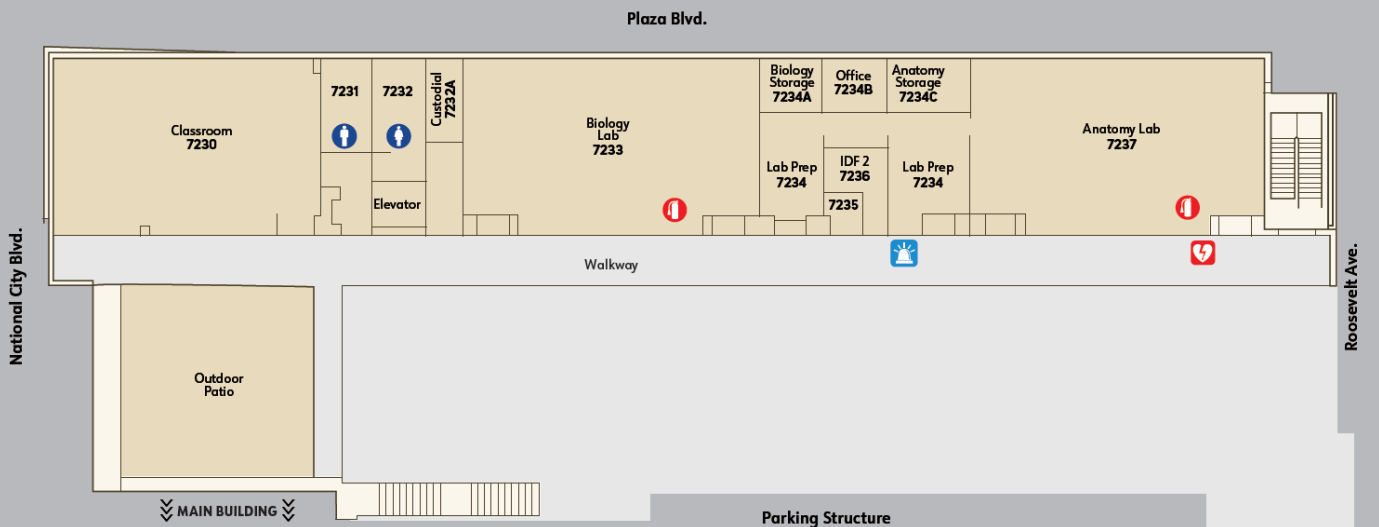 Plaza Blvd.
Classroom
7230
7231
7232
Custodial
7232A
Biology
Lab
7233
Biology
Storage
7234A
Office
7234B
Anatomy
Storage
7234C
Anatomy Lab
7237
Lab Prep
7234
IDF 2
7236
7235
Lab Prep
7234
Elevator
Walkway
National City Blvd.
Roosevelt Ave.
Outdoor
Patio
MAIN BUILDING
Parking Structure